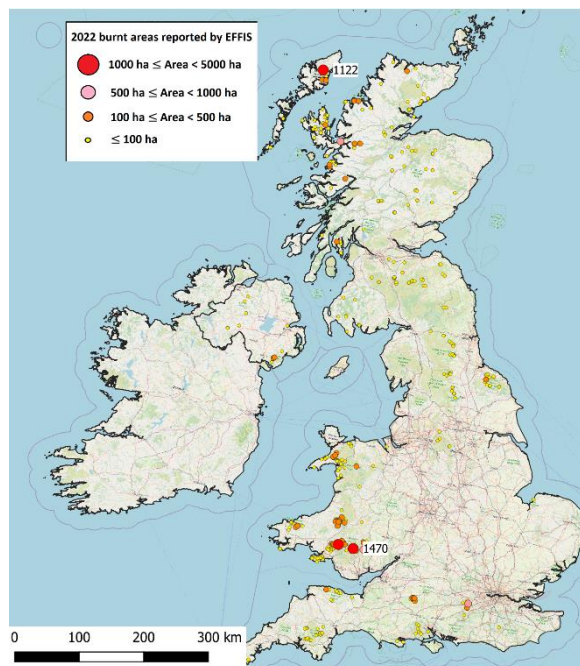 2022 burnt areas reported by EFFIS
1000 ha ≤ Area < 5000 ha
500 ha ≤ Area < 1000 ha
100 ha ≤ Area < 500 ha
≤ 100 ha
1122
1470
0 100 200 300 km